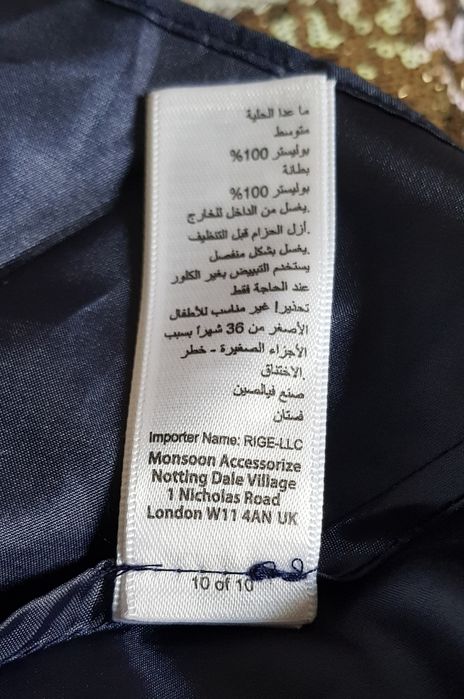 ما عدا الحلية
متوسط
بوليستر 100%
بطانة
بوليستر 100%
يغسل من الداخل للخارج.
أزل الحزام قبل التنظيف.
يغسل بشكل منفصل.
يستخدم التبييض بغير الكلور
عند الحاجة فقط
تحذير! غير مناسب للأطفال
الأصغر من 36 شهراً بسبب
الأجزاء الصغيرة - خطر
الاختناق.
صنع فيالصين
فستان
Importer Name: RIGE-LLC
Monsoon Accessorize
Notting Dale Village
1 Nicholas Road
London W11 4AN UK
10 of 10